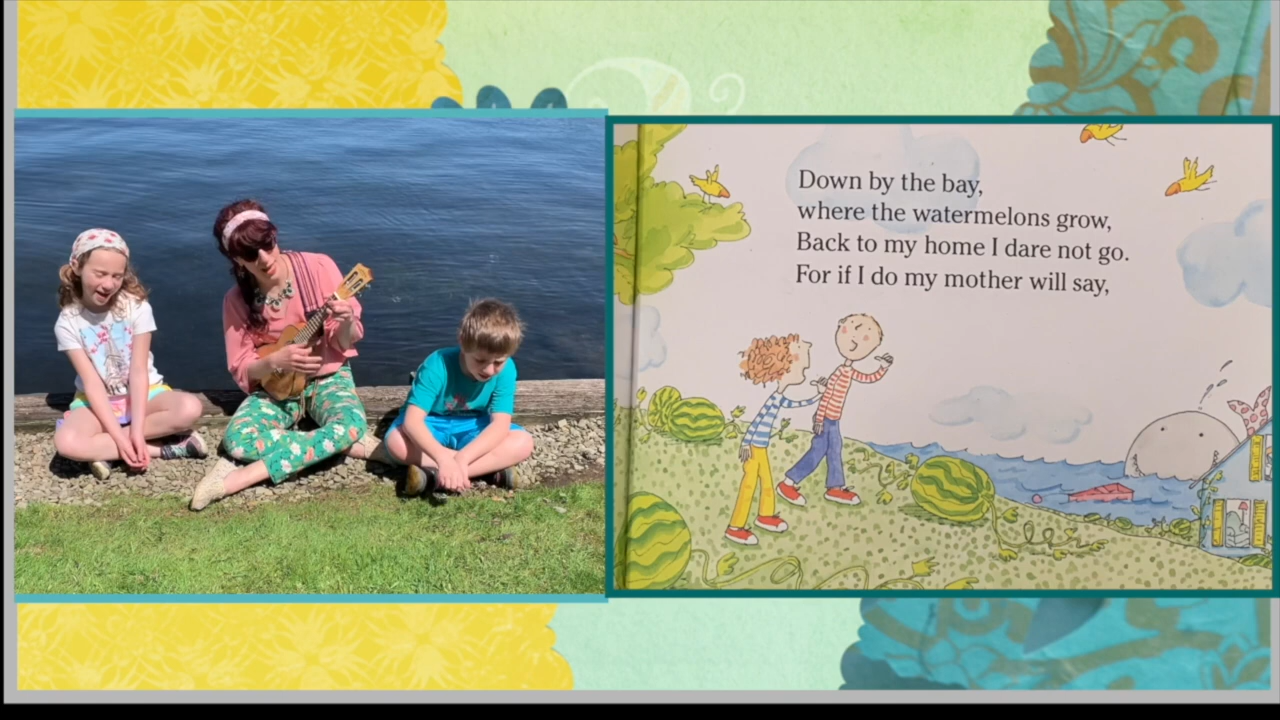 Down by the bay,
where the watermelons grow,
Back to my home I dare not go.
For if I do my mother will say,